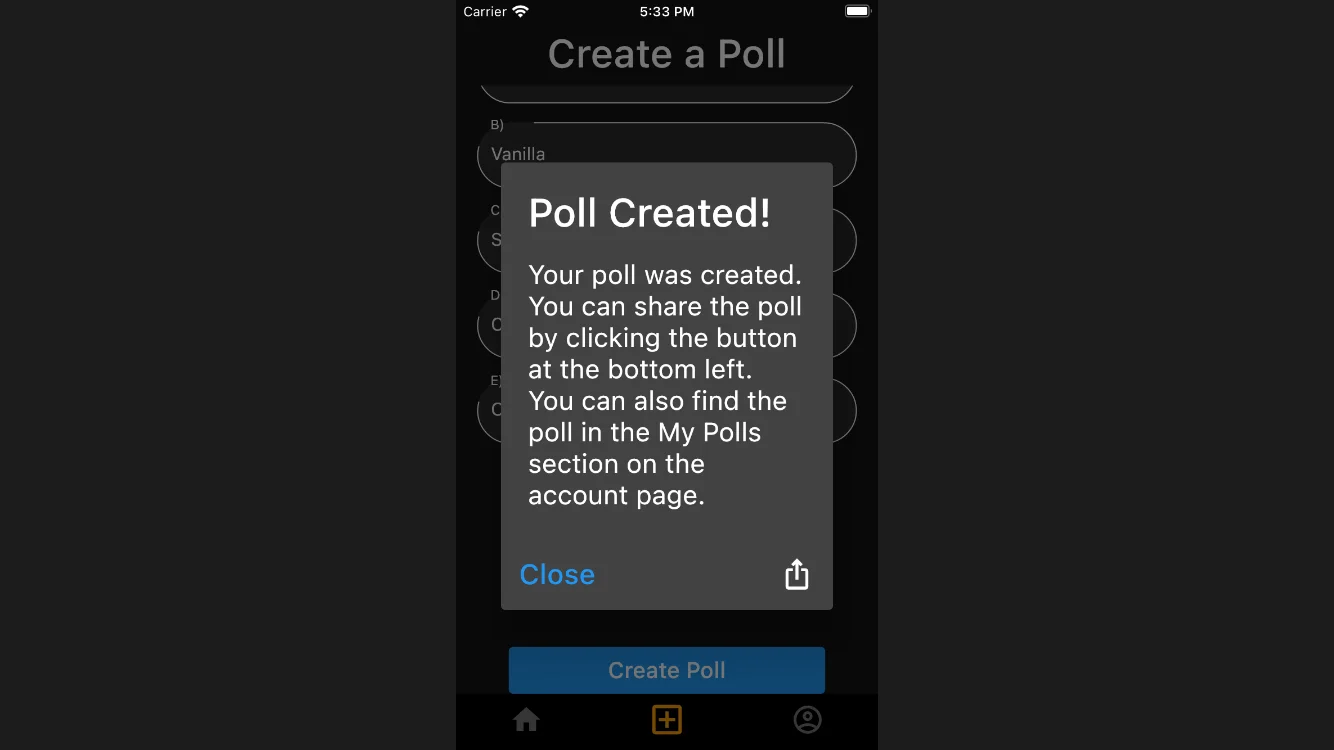 Carrier
5:33 PM
Create a Poll
B)
Vanilla
C
S
D
E)
Poll Created!
Your poll was created.
You can share the poll
by clicking the button
at the bottom left.
You can also find the
poll in the My Polls
section on the
account page.
Close
Create Poll